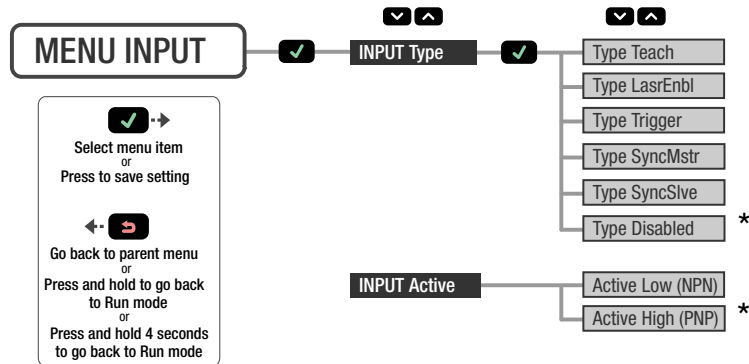 MENU INPUT
INPUT Type
Type Teach
Type LasrEnbl
Type Trigger
Type SyncMstr
Type SyncSlve
Type Disabled *
INPUT Active
Active Low (NPN)
Active High (PNP) *
Select menu item
or
Press to save setting
Go back to parent menu
or
Press and hold to go back
to Run mode
or
Press and hold 4 seconds
to go back to Run mode